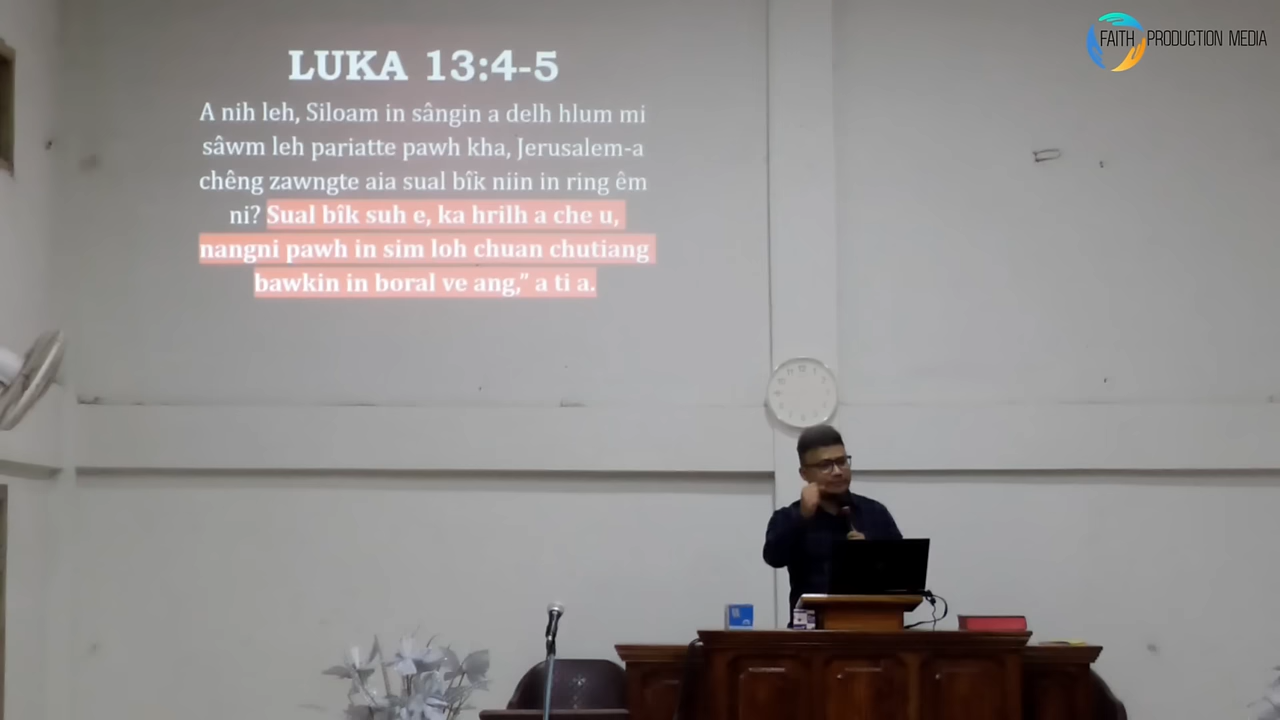 LUKA 13:4-5
A nih leh, Siloam in sângin a delh hlum mi
sâwm leh pariatte pawh kha, Jerusalem-a
chêng zawngte aia sual bîk niin in ring êm
ni? Sual bîk suh e, ka hrilh a che u,
nangni pawh in sim loh chuan chutiang
bawkin in boral ve ang,” a ti a.
FAITH PRODUCTION MEDIA